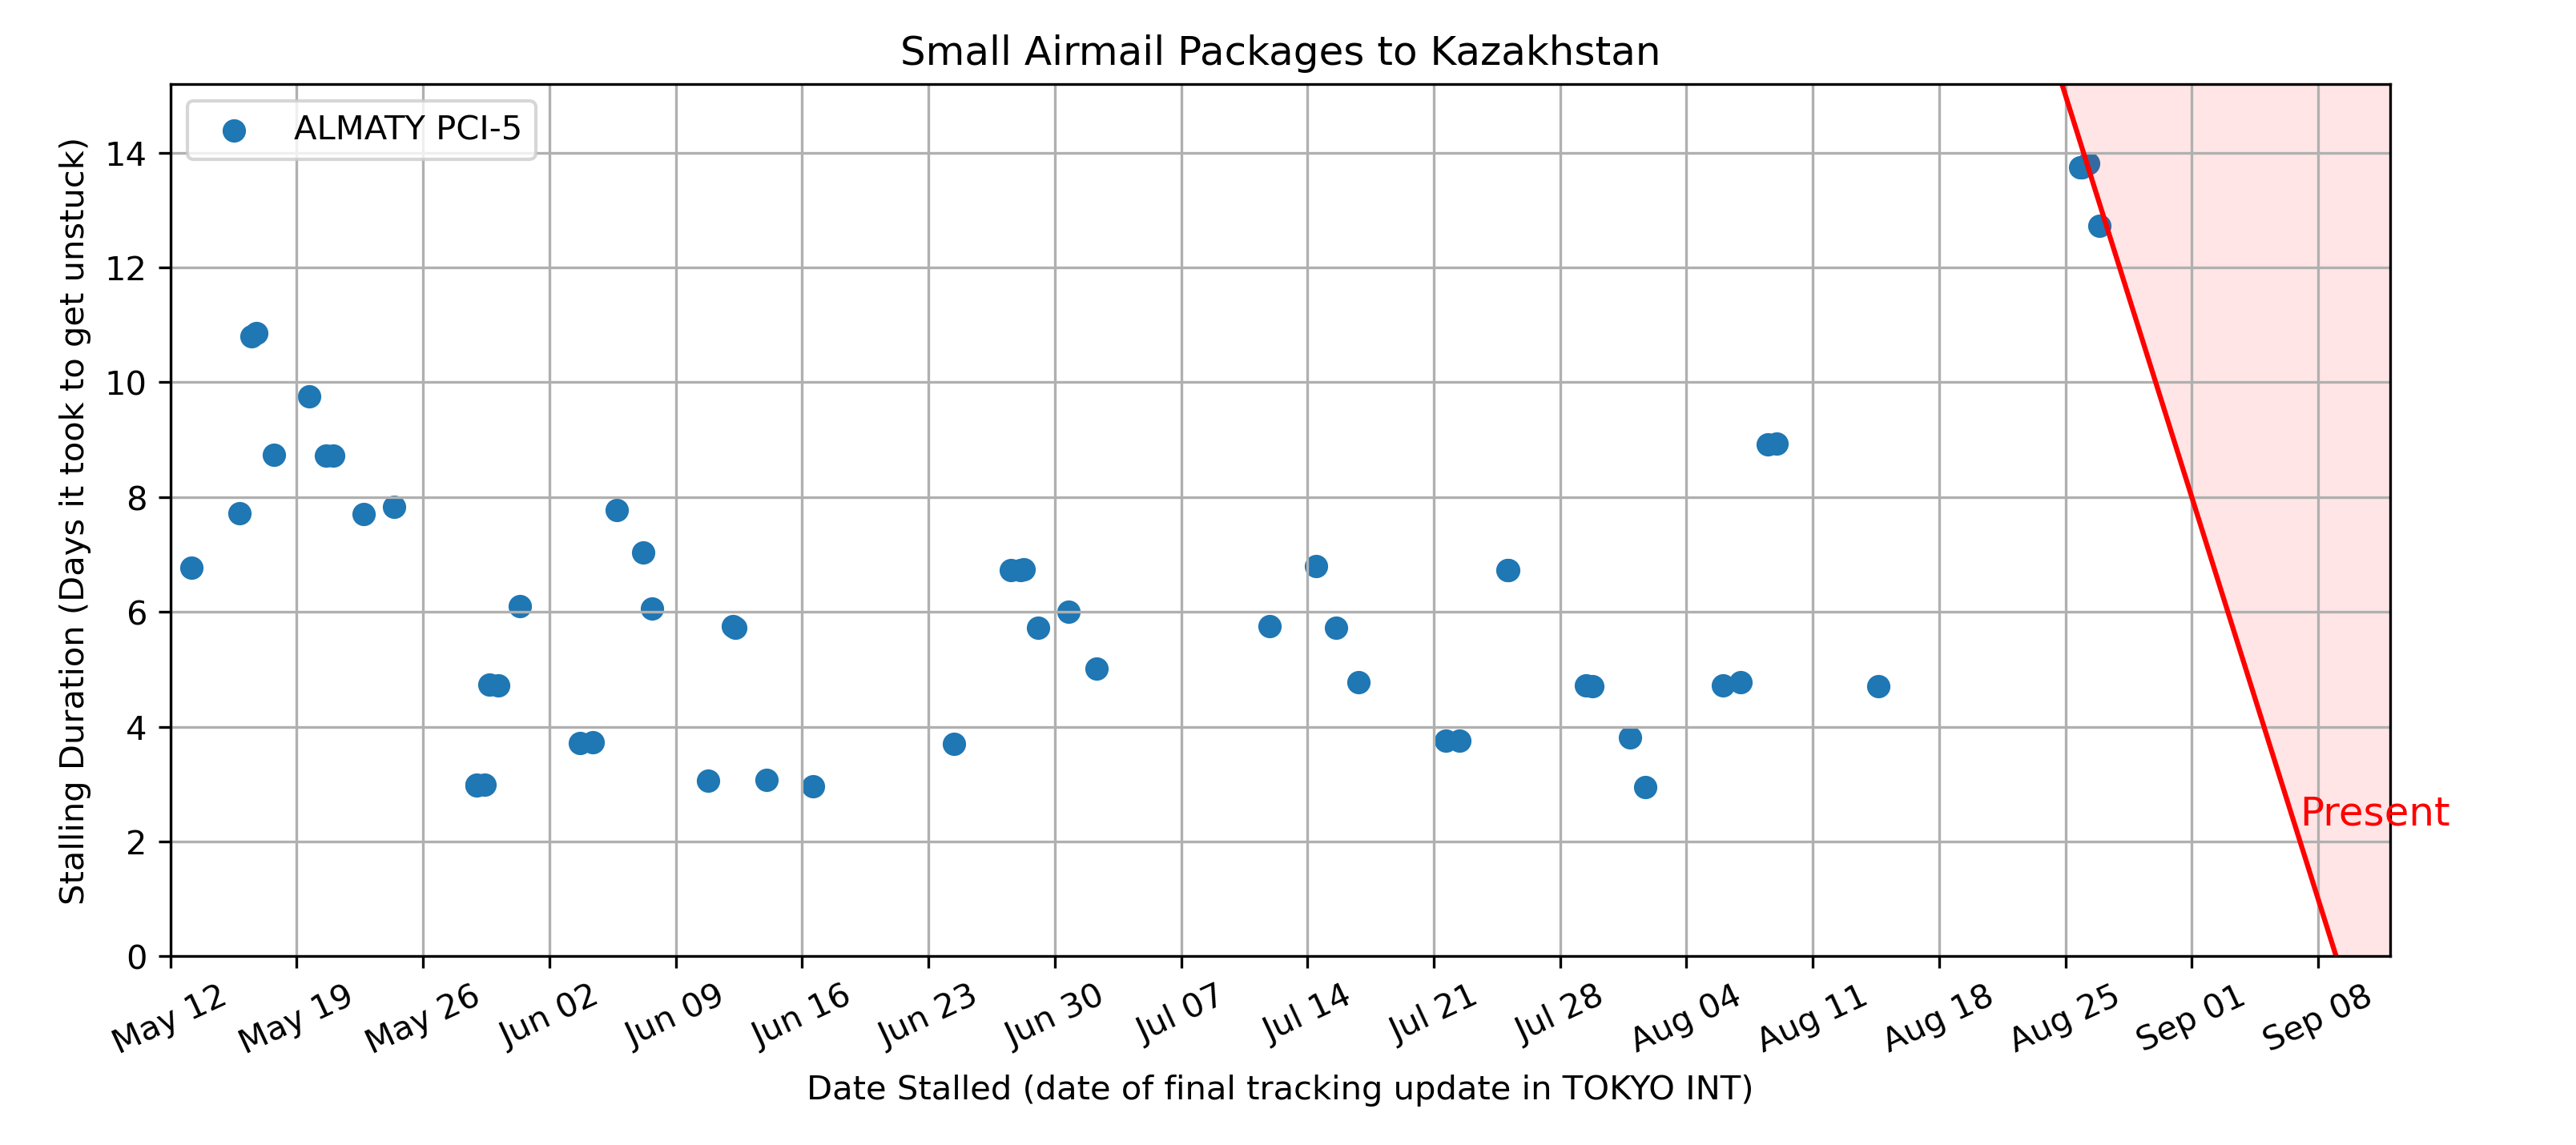 Small Airmail Packages to Kazakhstan
ALMATY PCI-5
Stalling Duration (Days it took to get unstuck)
14
12
10
8
6
4
2
0
Present
May 12
May 19
May 26
Jun 02
Jun 09
Jun 16
Jun 23
Jun 30
Jul 07
Jul 14
Jul 21
Jul 28
Aug 04
Aug 11
Aug 18
Aug 25
Sep 01
Sep 08
Date Stalled (date of final tracking update in TOKYO INT)